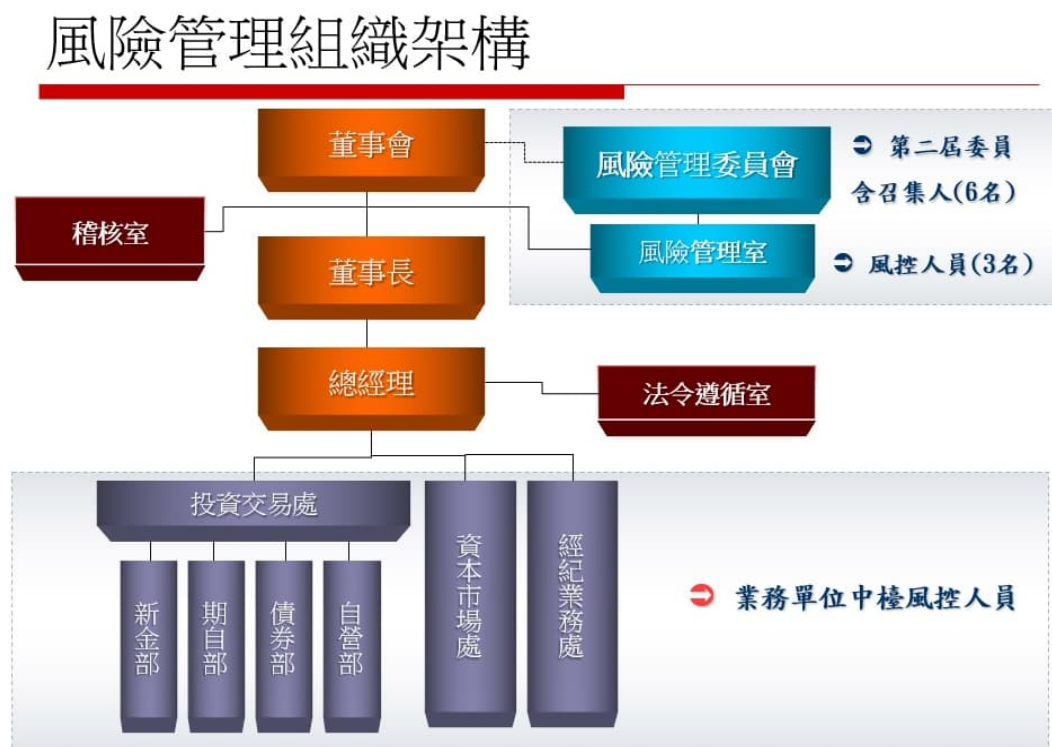 風險管理組織架構
董事會
風險管理委員會
➲ 第二屆委員
含召集人(6名)
稽核室
風險管理室
➲ 風控人員(3名)
董事長
總經理
法令遵循室
投資交易處
新金部
期自部
債券部
自營部
資本市場處
經紀業務處
➲ 業務單位中檯風控人員